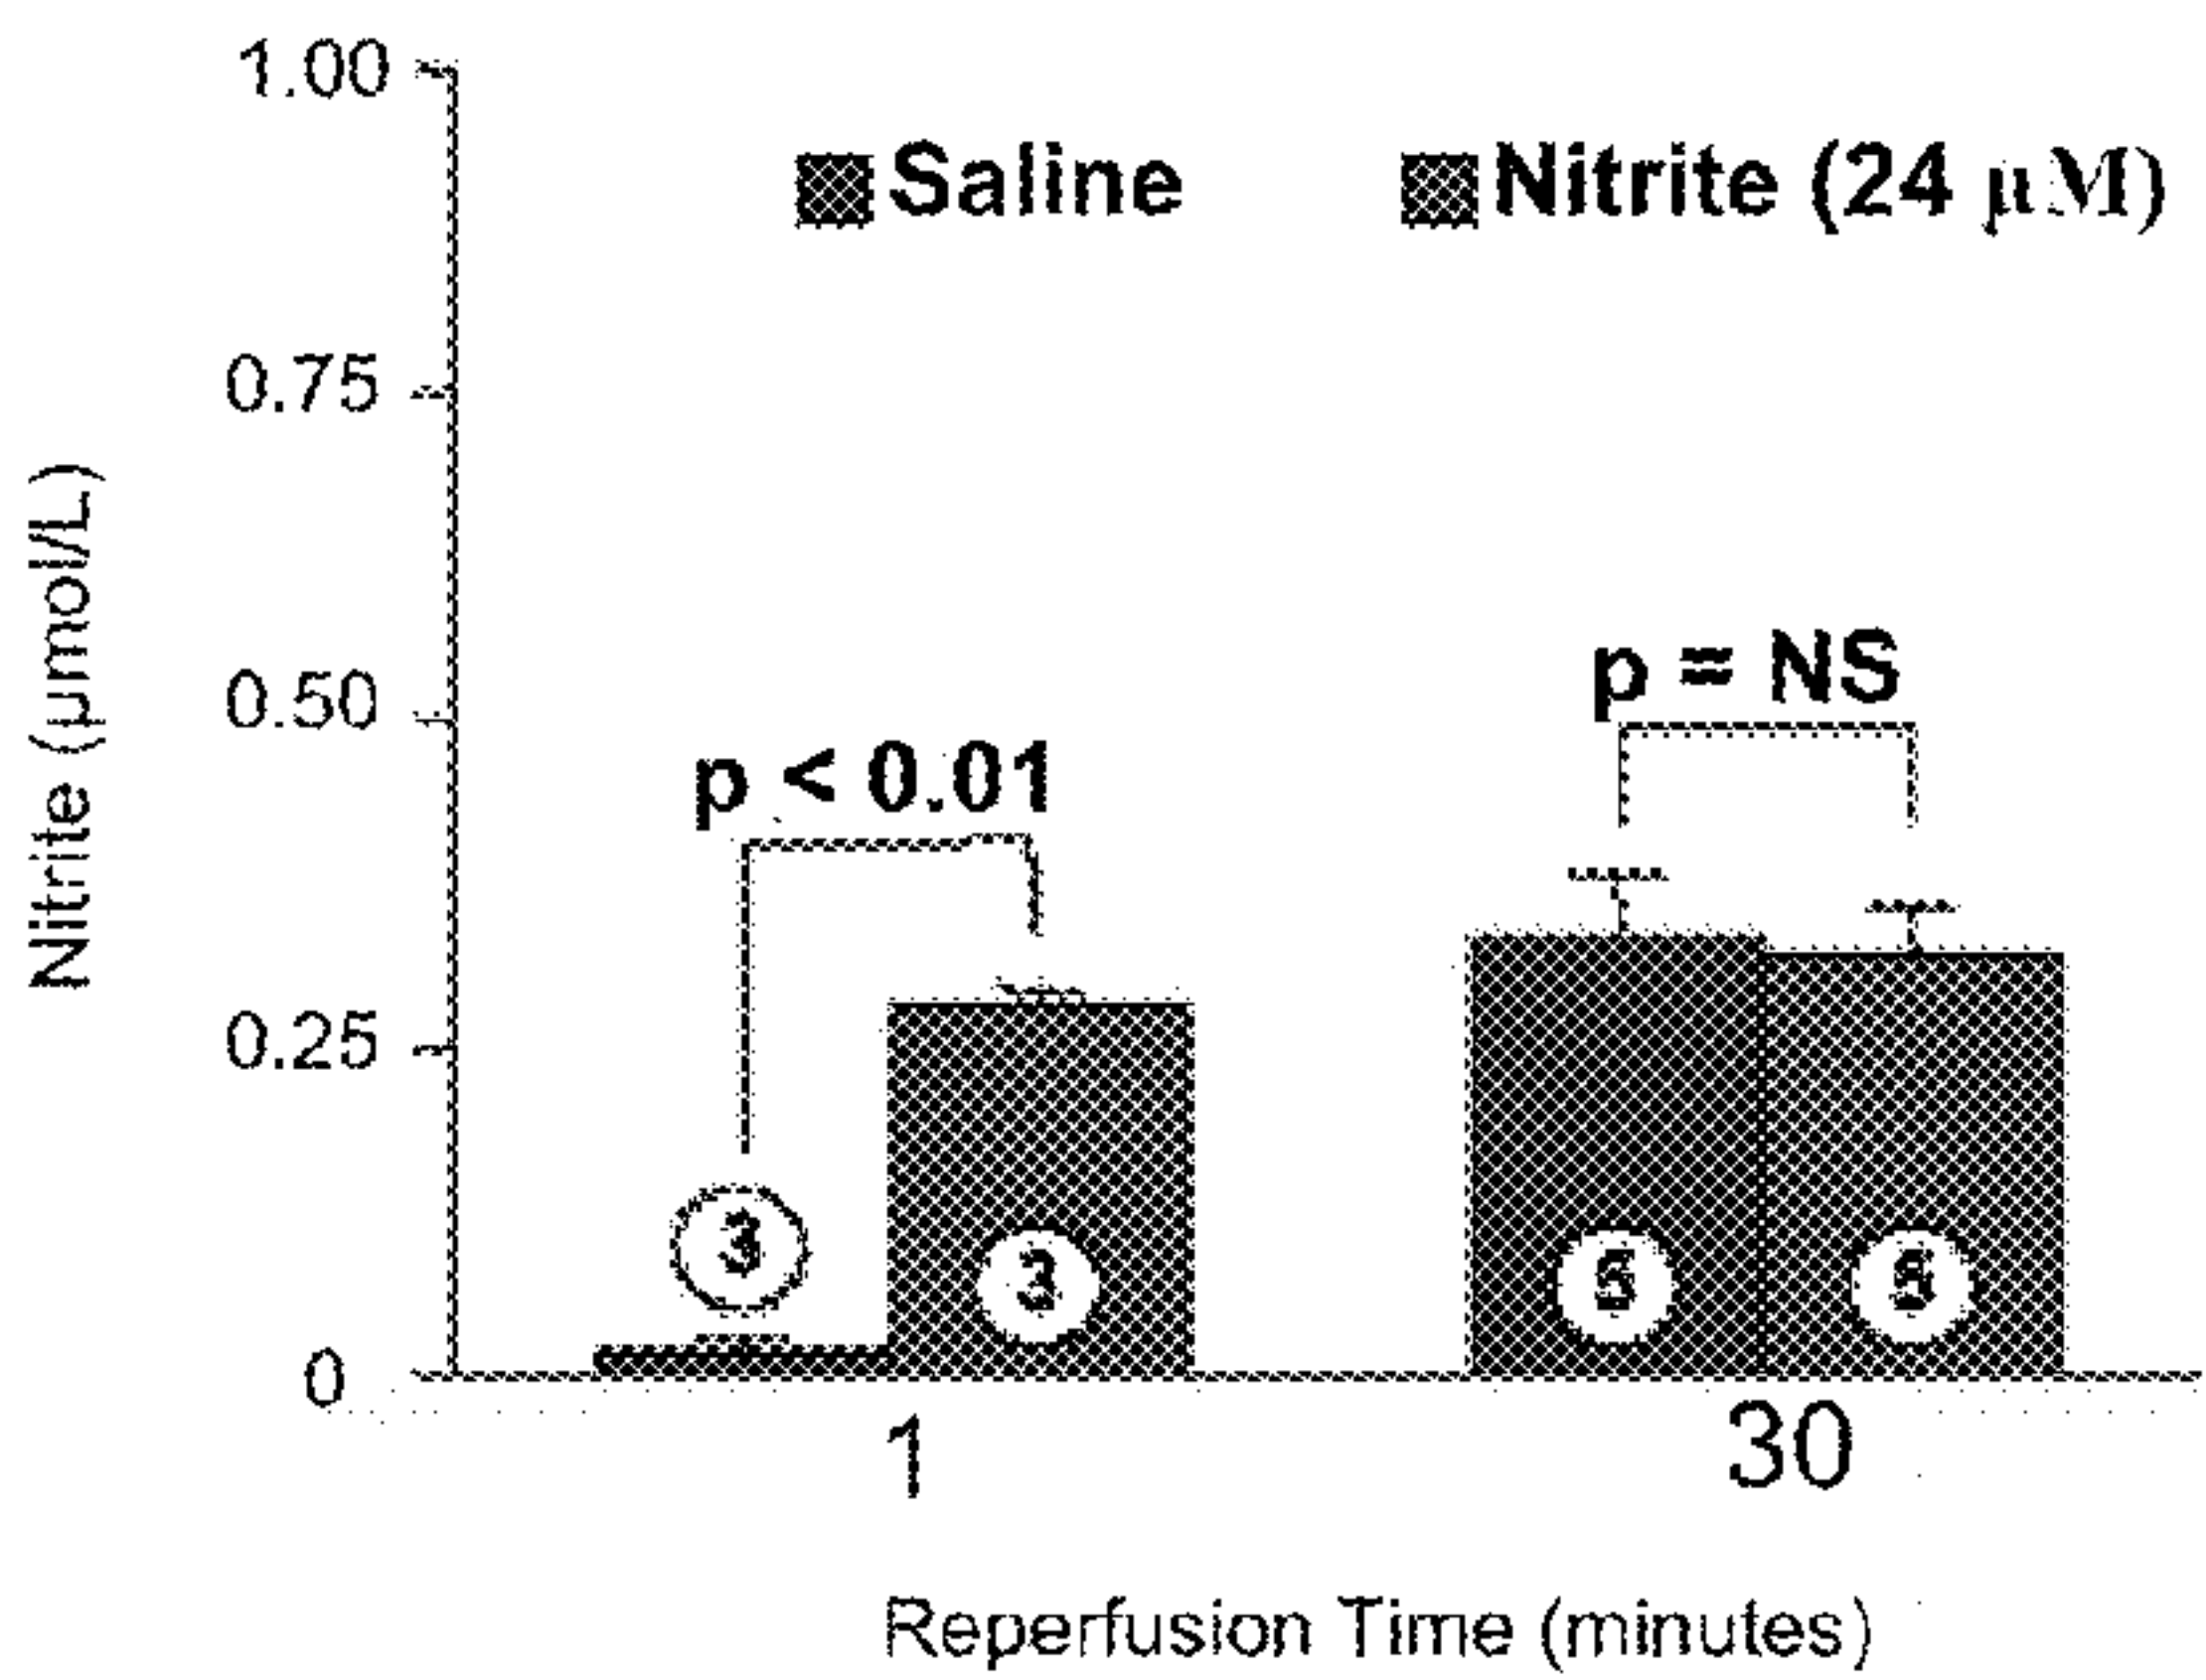 1.00
Saline
Nitrite (24 μM)
0.75
Nitrite (μmol/L)
p = NS
0.50
p < 0.01
0.25
3
3
5
0
1
30
Reperfusion Time (minutes)